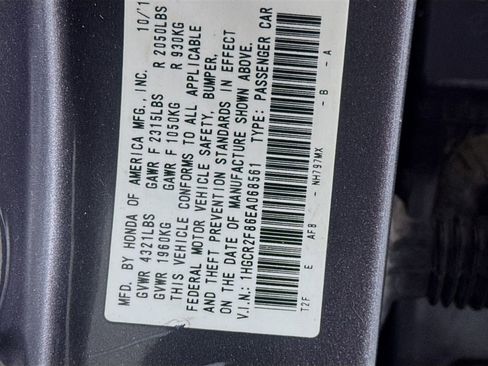 MFD. BY HONDA OF AMERICA MFG., INC. 10/1
GVWR 4321LBS GAWR F 2315LBS R 2050LBS
GVWR 1960KG GAWR F 1050KG R 930KG
THIS VEHICLE CONFORMS TO ALL APPLICABLE
FEDERAL MOTOR VEHICLE SAFETY, BUMPER,
AND THEFT PREVENTION STANDARDS IN EFFECT
ON THE DATE OF MANUFACTURE SHOWN ABOVE.
V.I.N.: 1HGCR2F86EA068561 TYPE: PASSENGER CAR
T2F E AF8 - NH797MX - B - A